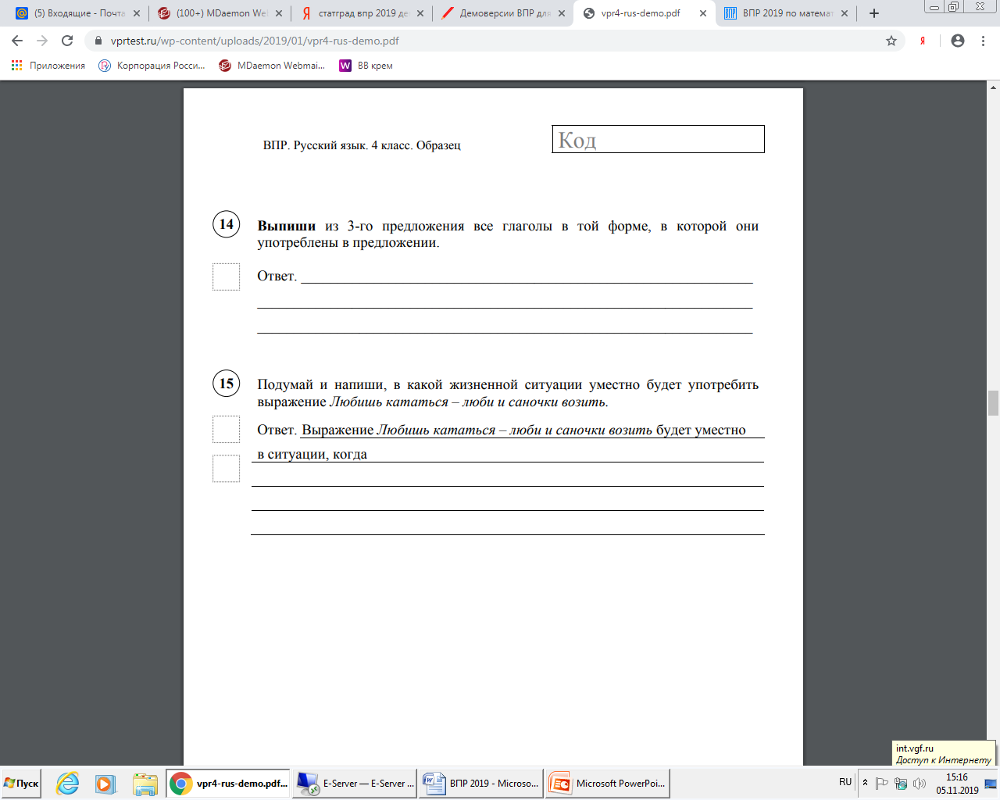 (5) Входящие - Почта
(100+) MDaemon Web
статград впр 2019 де
Демоверсии ВПР для
vpr4-rus-demo.pdf
ВПР 2019 по матема
vprtest.ru/wp-content/uploads/2019/01/vpr4-rus-demo.pdf
Приложения
Корпорация Росси...
MDaemon Webmai...
BB крем
ВПР. Русский язык. 4 класс. Образец
Код
14
Выпиши из 3-го предложения все глаголы в той форме, в которой они
употреблены в предложении.
Ответ.
15
Подумай и напиши, в какой жизненной ситуации уместно будет употребить
выражение Любишь кататься – люби и саночки возить.
Ответ. Выражение Любишь кататься – люби и саночки возить будет уместно
в ситуации, когда
int.vgf.ru
Доступ к Интернету
Пуск
vpr4-rus-demo.pdf...
E-Server — E-Server ...
ВПР 2019 - Microso...
Microsoft PowerPoi...
RU
15:16
05.11.2019